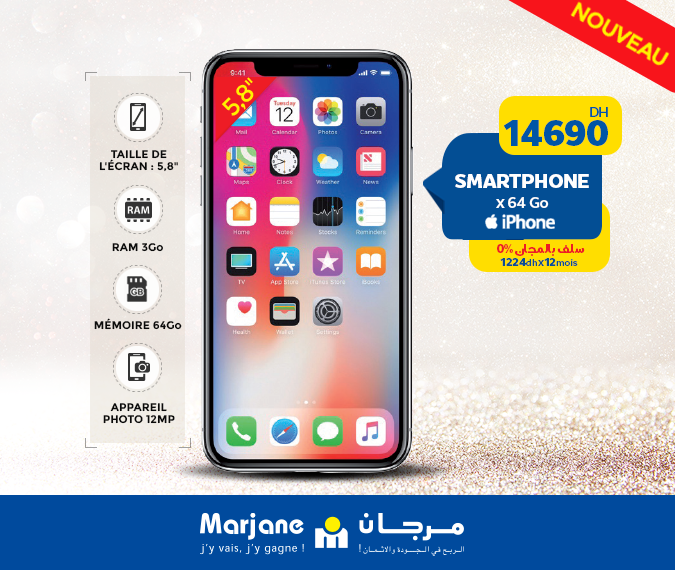 NOUVEAU
TAILLE DE
L'ÉCRAN : 5,8"
RAM
RAM 3Go
GB
MÉMOIRE 64Go
APPAREIL
PHOTO 12MP
9:41
5,8"
Tuesday
12
Mail
Calendar
Photos
Camera
Maps
Clock
Weather
News
Home
Notes
Stocks
Reminders
TV
App Store
iTunes Store
iBooks
Health
Wallet
Settings
DH
14690
SMARTPHONE
x 64 Go
iPhone
سلف بالمجان %0
1224dhx12mois
Marjane
j'y vais, j'y gagne !
مرجان
الربح في الجودة والأثمان !